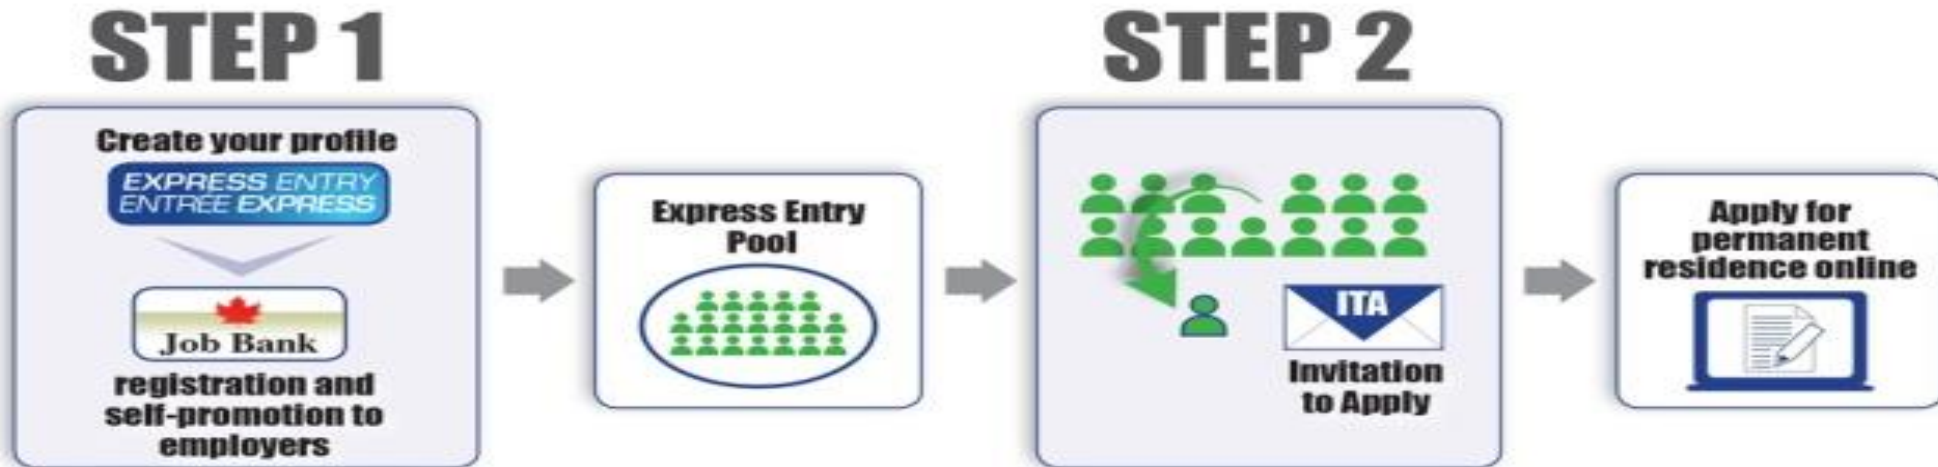 STEP 1
Create your profile
EXPRESS ENTRY
ENTRÉE EXPRESS
Job Bank
registration and
self-promotion to
employers
Express Entry
Pool
STEP 2
ITA
Invitation
to Apply
Apply for
permanent
residence online